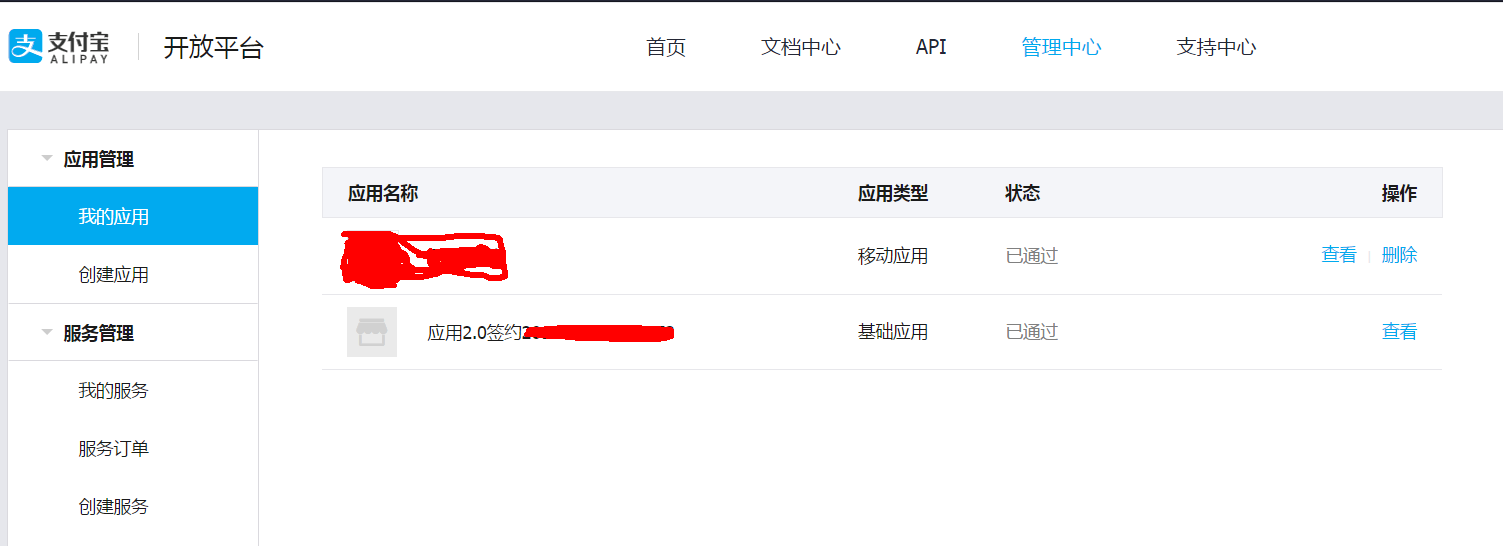 支付宝 开放平台 首页 文档中心 API 管理中心 支持中心
ALIPAY
应用管理
我的应用
创建应用
服务管理
我的服务
服务订单
创建服务
应用名称 应用类型 状态 操作
移动应用 已通过 查看 删除
应用2.0签约20 基础应用 已通过 查看